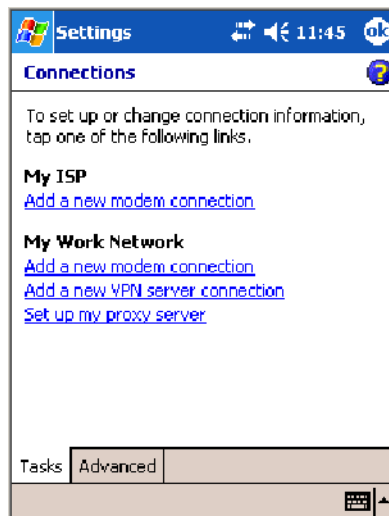 Settings 11:45 ok
Connections
To set up or change connection information,
tap one of the following links.
My ISP
Add a new modem connection
My Work Network
Add a new modem connection
Add a new VPN server connection
Set up my proxy server
Tasks Advanced